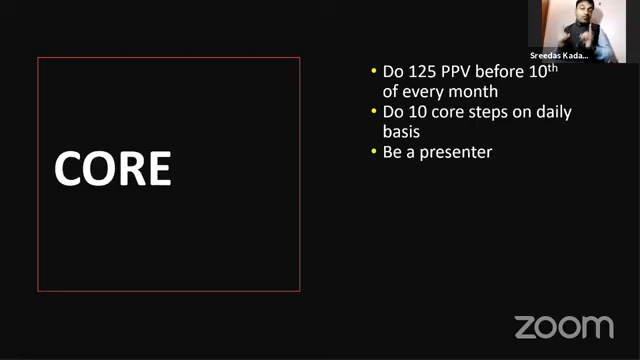 Sreedas Kada...
• Do 125 PPV before 10th
of every month
• Do 10 core steps on daily
basis
• Be a presenter
CORE
zoom